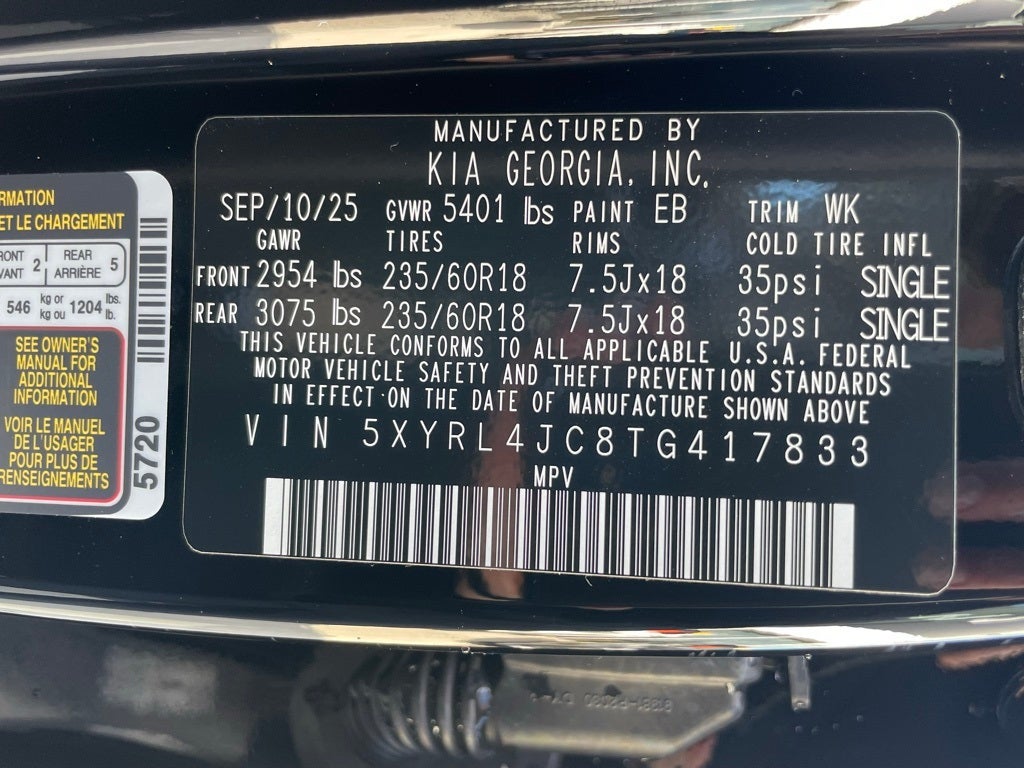 MANUFACTURED BY
KIA GEORGIA, INC.
SEP/10/25 GVWR 5401 lbs PAINT EB TRIM WK
GAWR TIRES RIMS COLD TIRE INFL
FRONT 2954 lbs 235/60R18 7.5Jx18 35psi SINGLE
REAR 3075 lbs 235/60R18 7.5Jx18 35psi SINGLE
THIS VEHICLE CONFORMS TO ALL APPLICABLE U.S.A. FEDERAL
MOTOR VEHICLE SAFETY AND THEFT PREVENTION STANDARDS
IN EFFECT ON THE DATE OF MANUFACTURE SHOWN ABOVE
VIN 5XYRL4JC8TG417833
MPV
RMATION
ET LE CHARGEMENT
RONT
VANT 2 REAR
ARRIÈRE 5
546 kg or
kg ou 1204 lbs.
lb.
SEE OWNER'S
MANUAL FOR
ADDITIONAL
INFORMATION
VOIR LE MANUEL
DE L'USAGER
POUR PLUS DE
RENSEIGNEMENTS
5720